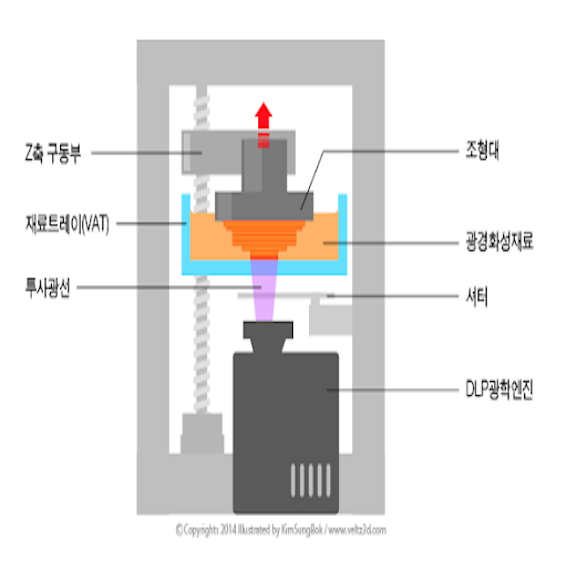 Z축 구동부
재료트레이(VAT)
투사광선
조형대
광경화성재료
셔터
DLP광학엔진
© Copyrights 2014 Illustrated by KimSungBok / www.veltz3d.com